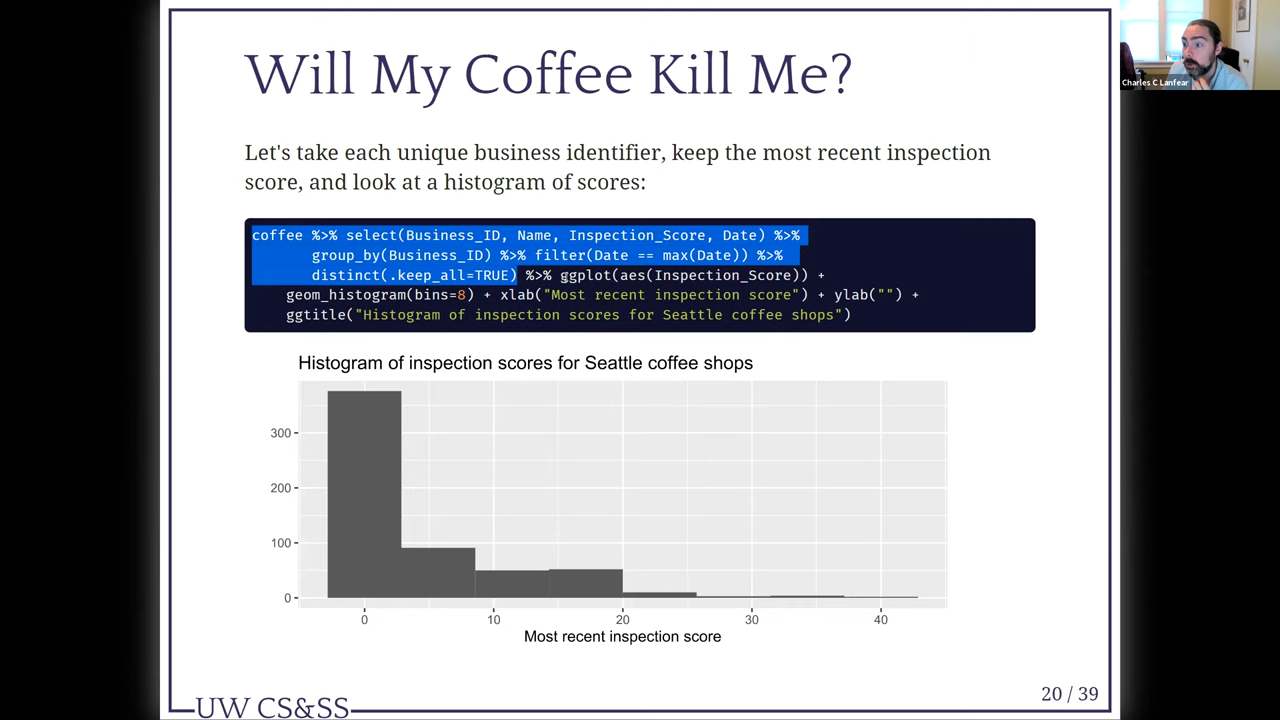 Will My Coffee Kill Me?
Charles C Lanfear
Let's take each unique business identifier, keep the most recent inspection
score, and look at a histogram of scores:
coffee %>% select(Business_ID, Name, Inspection_Score, Date) %>%
group_by(Business_ID) %>% filter(Date == max(Date)) %>%
distinct(.keep_all=TRUE) %>% ggplot(aes(Inspection_Score)) +
geom_histogram(bins=8) + xlab("Most recent inspection score") + ylab("") +
ggtitle("Histogram of inspection scores for Seattle coffee shops")
Histogram of inspection scores for Seattle coffee shops
300
200
100
0
0 10 20 30 40
Most recent inspection score
UW CS&SS
20 / 39